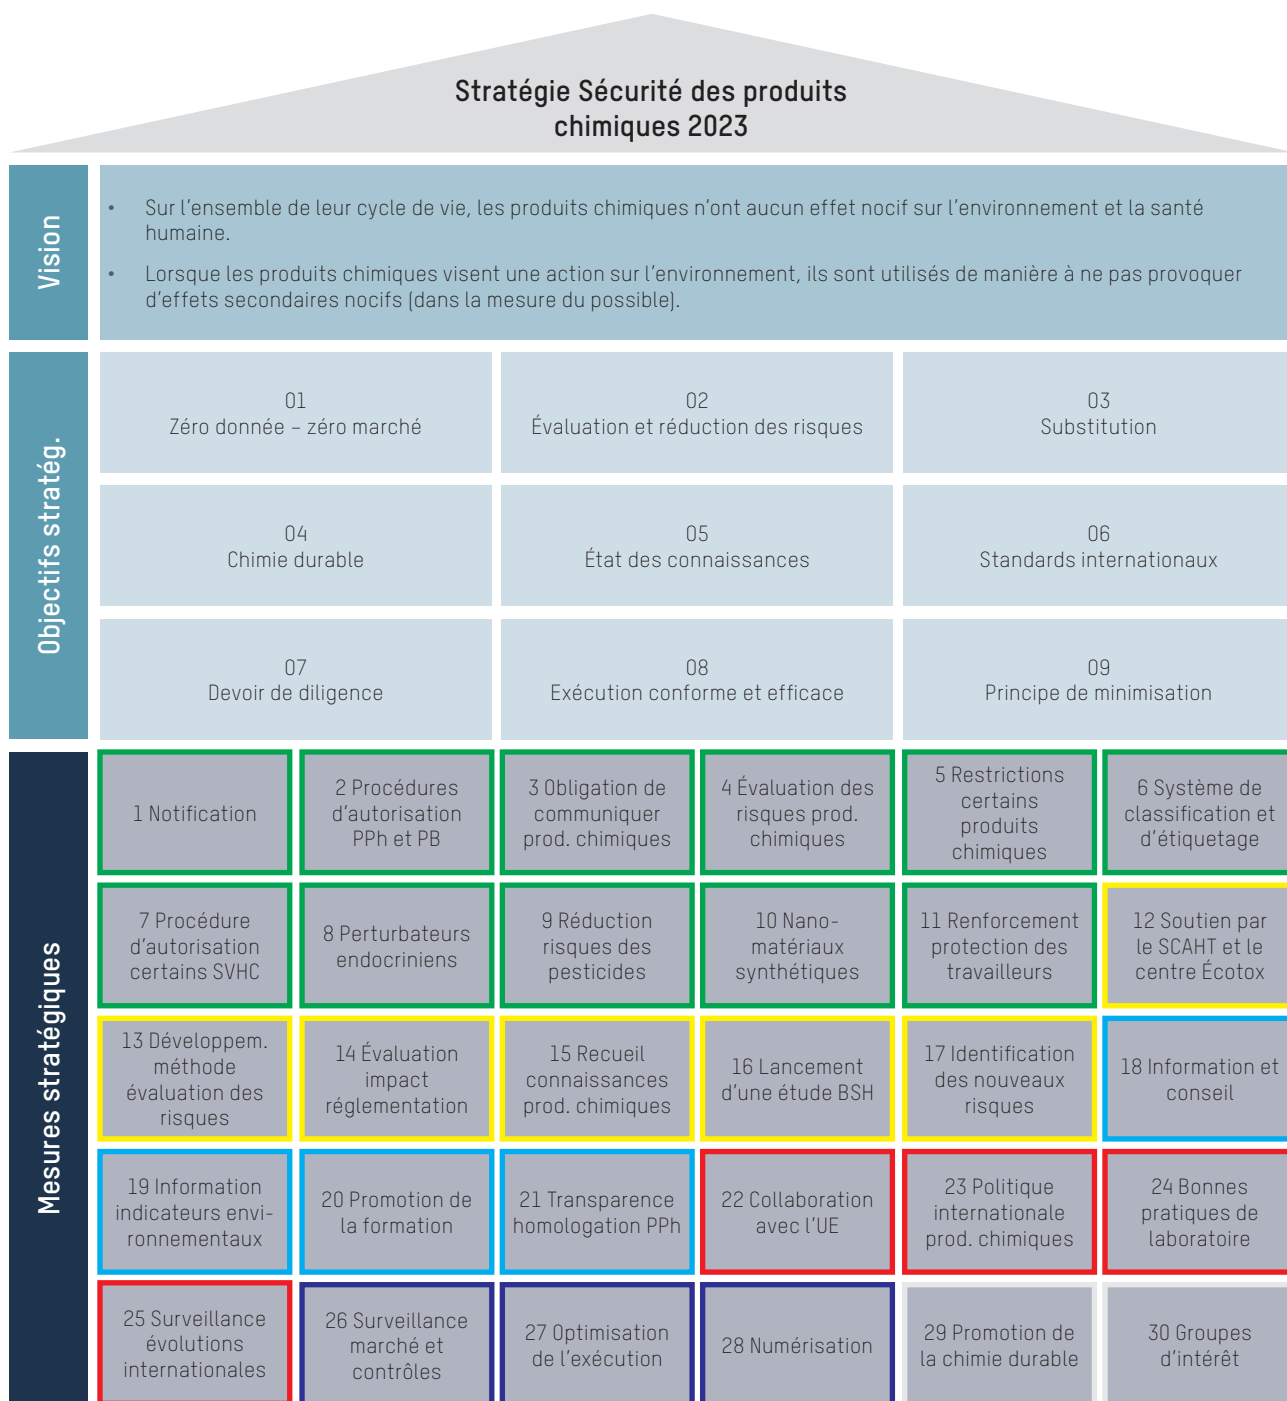 Stratégie Sécurité des produits
chimiques 2023
Vision
• Sur l'ensemble de leur cycle de vie, les produits chimiques n'ont aucun effet nocif sur l'environnement et la santé
humaine.
• Lorsque les produits chimiques visent une action sur l'environnement, ils sont utilisés de manière à ne pas provoquer
d'effets secondaires nocifs (dans la mesure du possible).
Objectifs stratég.
01
Zéro donnée – zéro marché
02
Évaluation et réduction des risques
03
Substitution
04
Chimie durable
05
État des connaissances
06
Standards internationaux
07
Devoir de diligence
08
Exécution conforme et efficace
09
Principe de minimisation
Mesures stratégiques
1 Notification
2 Procédures
d'autorisation
PPh et PB
3 Obligation de
communiquer
prod. chimiques
4 Évaluation des
risques prod.
chimiques
5 Restrictions
certains
produits
chimiques
6 Système de
classification et
d'étiquetage
7 Procédure
d'autorisation
certains SVHC
8 Perturbateurs
endocriniens
9 Réduction
risques des
pesticides
10 Nano-
matériaux
synthétiques
11 Renforcement
protection des
travailleurs
12 Soutien par
le SCAHT et le
centre Écotox
13 Développem.
méthode
évaluation des
risques
14 Évaluation
impact
réglementation
15 Recueil
connaissances
prod. chimiques
16 Lancement
d'une étude BSH
17 Identification
des nouveaux
risques
18 Information et
conseil
19 Information
indicateurs envi-
ronnementaux
20 Promotion de
la formation
21 Transparence
homologation PPh
22 Collaboration
avec l'UE
23 Politique
internationale
prod. chimiques
24 Bonnes
pratiques de
laboratoire
25 Surveillance
évolutions
internationales
26 Surveillance
marché et
contrôles
27 Optimisation
de l'exécution
28 Numérisation
29 Promotion de
la chimie durable
30 Groupes
d'intérêt